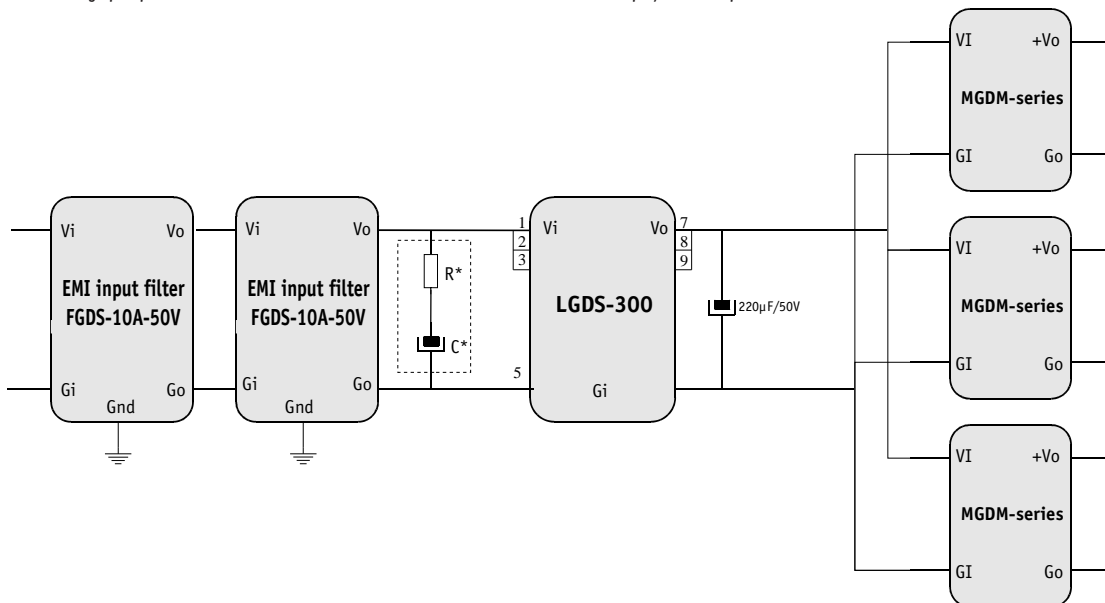 VI +Vo
MGDM-series
GI Go
Vi Vo
EMI input filter
FGDS-10A-50V
Gi Go
Gnd
Vi Vo
EMI input filter
FGDS-10A-50V
Gi Go
Gnd
R*
C*
1
2
3
5
Vi Vo
LGDS-300
Gi
7
8
9
220µF/50V
VI +Vo
MGDM-series
GI Go
VI +Vo
MGDM-series
GI Go